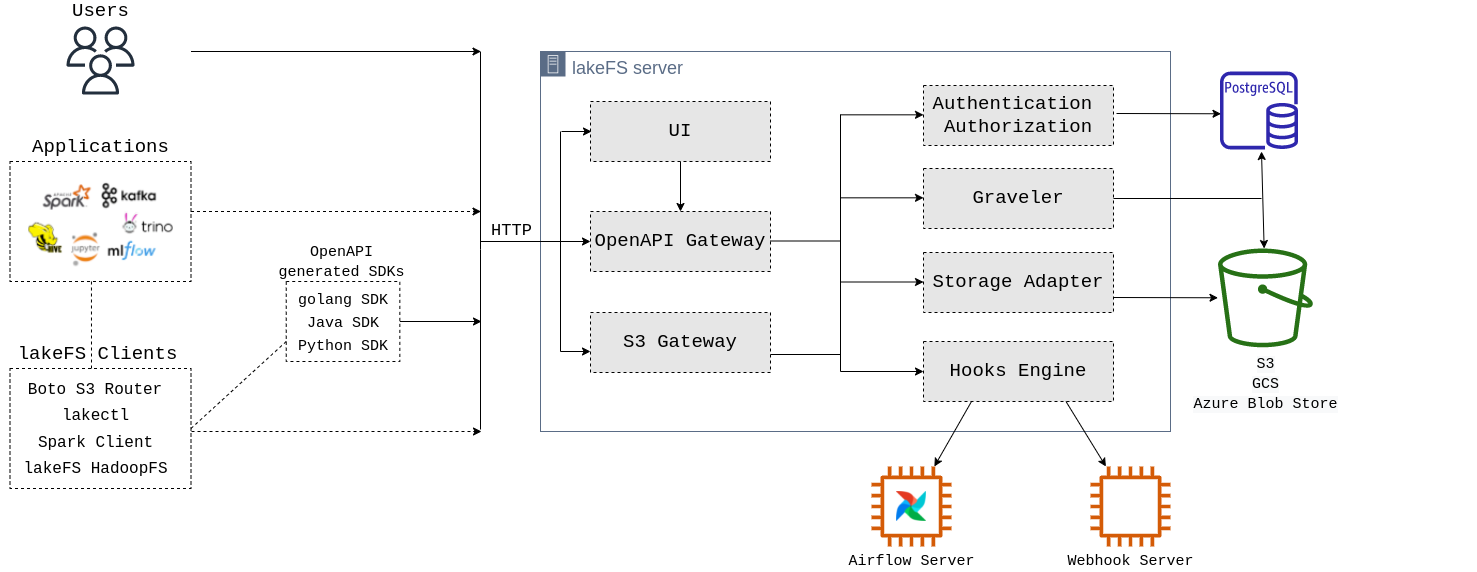 Users
Applications
APACHE
Spark
kafka
trino
HIVE
jupyter
mlflow
lakeFS Clients
Boto S3 Router
lakectl
Spark Client
lakeFS HadoopFS
OpenAPI
generated SDKs
golang SDK
Java SDK
Python SDK
HTTP
lakeFS server
UI
OpenAPI Gateway
S3 Gateway
Authentication
Authorization
Graveler
Storage Adapter
Hooks Engine
PostgreSQL
S3
GCS
Azure Blob Store
Airflow Server
Webhook Server